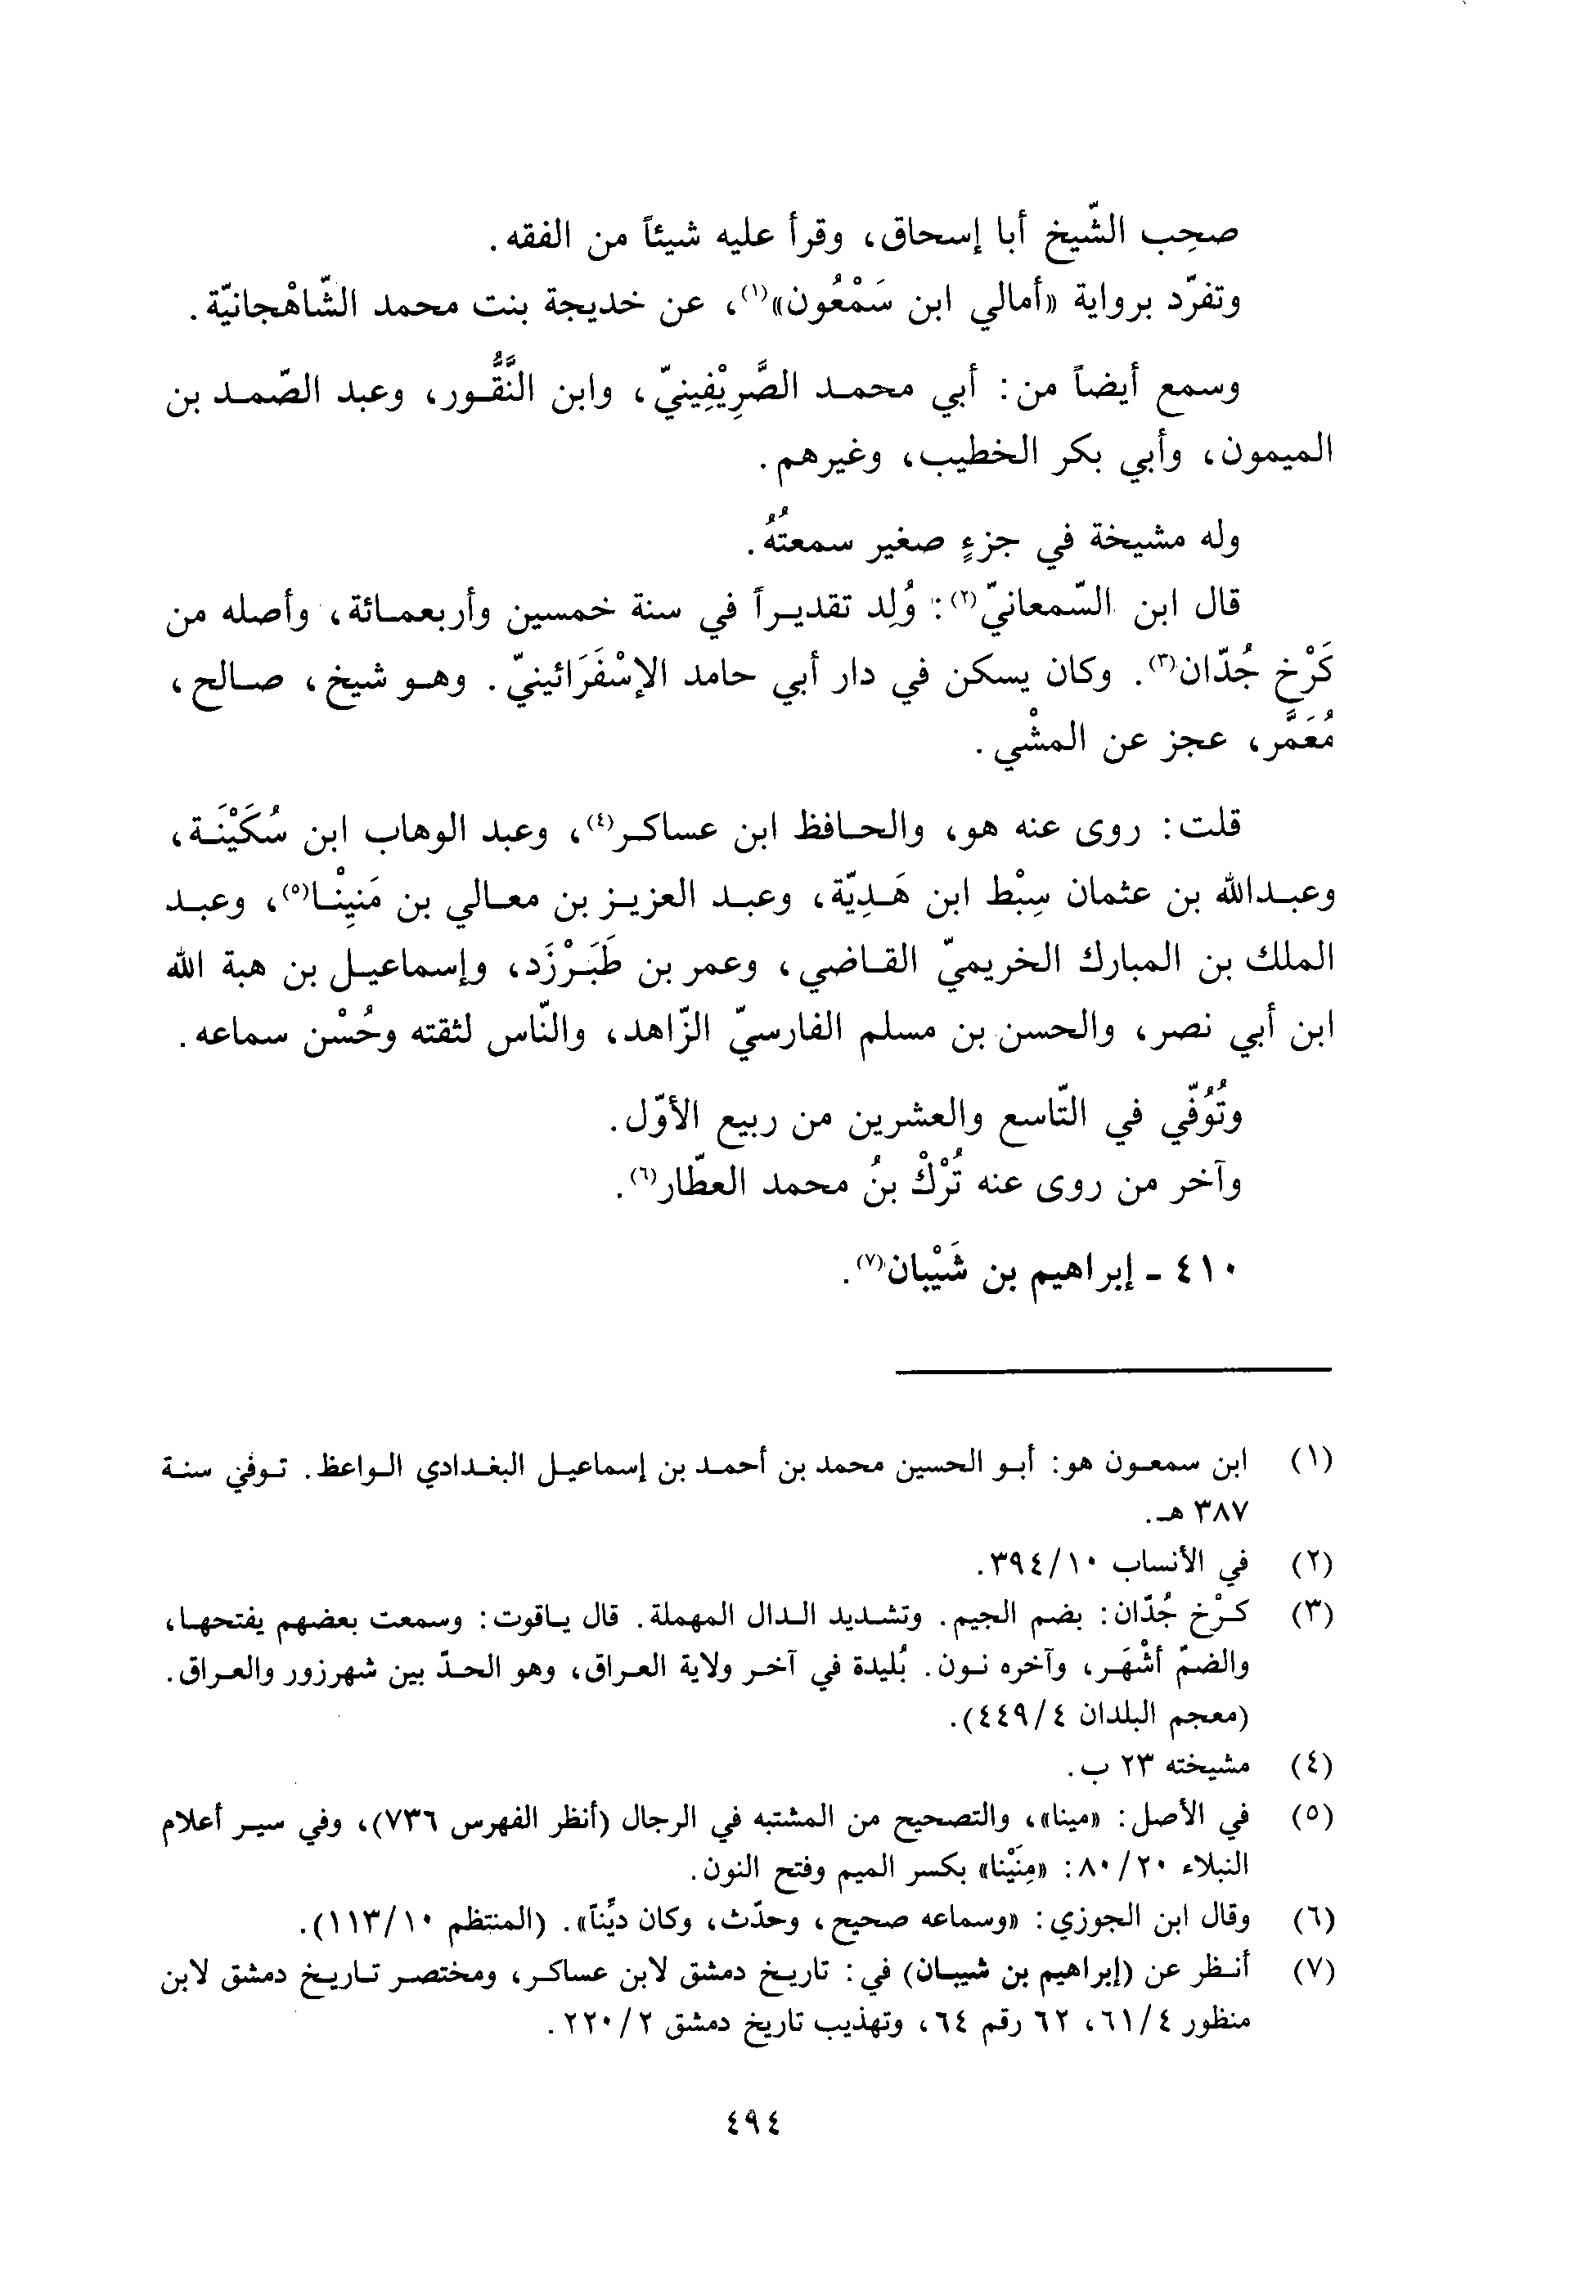 صحِب الشّيخ أبا إسحاق، وقرأ عليه شيئاً من الفقه.
وتفرّد برواية «أمالي ابن سَمْعُون»(١)، عن خديجة بنت محمد الشّاهْجانيّة.
وسمع أيضاً من: أبي محمد الصَّرِيْفِينيّ، وابن النَّقُّور، وعبد الصّمد بن
الميمون، وأبي بكر الخطيب، وغيرهم.
وله مشيخة في جزءٍ صغير سمعتُهُ.
قال ابن السّمعانيّ(٢): وُلِد تقديراً في سنة خمسين وأربعمائة، وأصله من
كَرْخ جُدّان(٣). وكان يسكن في دار أبي حامد الإسْفَرَائينيّ. وهو شيخ، صالح،
مُعَمَّر، عجز عن المشْي.
قلت: روى عنه هو، والحافظ ابن عساكر(٤)، وعبد الوهاب ابن سُكَيْنَة،
وعبدالله بن عثمان سِبْط ابن هَدِيّة، وعبد العزيز بن معالي بن مَنيِنْا(٥)، وعبد
الملك بن المبارك الخريميّ القاضي، وعمر بن طَبَرْزَد، وإسماعيل بن هبة الله
ابن أبي نصر، والحسن بن مسلم الفارسيّ الزّاهد، والنّاس لثقته وحُسْن سماعه.
وتُوُفّي في التّاسع والعشرين من ربيع الأوّل.
وآخر من روى عنه تُرْكْ بنُ محمد العطّار(٦).
٤١٠ ـ إبراهيم بن شَيْبان(٧).
(١) ابن سمعون هو: أبو الحسين محمد بن أحمد بن إسماعيل البغدادي الواعظ. توفي سنة
٣٨٧ هـ.
(٢) في الأنساب ٣٩٤/١٠.
(٣) كرْخ جُدّان: بضم الجيم. وتشديد الدال المهملة. قال ياقوت: وسمعت بعضهم يفتحها،
والضمّ أشْهَر، وآخره نون. بُليدة في آخر ولاية العراق، وهو الحدّ بين شهرزور والعراق.
(معجم البلدان ٤٤٩/٤).
(٤) مشيخته ٢٣ ب.
(٥) في الأصل: «مينا»، والتصحيح من المشتبه في الرجال (أنظر الفهرس ٧٣٦)، وفي سير أعلام
النبلاء ٨٠/٢٠: «مِنَيْنا» بكسر الميم وفتح النون.
(٦) وقال ابن الجوزي: «وسماعه صحيح، وحدّث، وكان ديِّناً». (المنتظم ١١٣/١٠).
(٧) أنظر عن (إبراهيم بن شيبان) في: تاريخ دمشق لابن عساكر، ومختصر تاريخ دمشق لابن
منظور ٦١/٤، ٦٢ رقم ٦٤، وتهذيب تاريخ دمشق ٢٢٠/٢.
٤٩٤